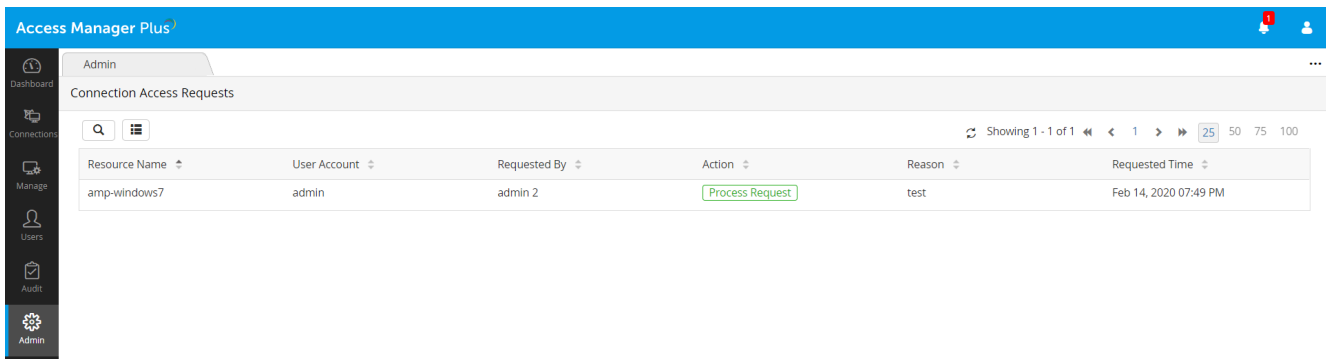 Access Manager Plus
1
Dashboard
Connections
Manage
Users
Audit
Admin
Admin
...
Connection Access Requests
Showing 1 - 1 of 1 1 25 50 75 100
Resource Name User Account Requested By Action Reason Requested Time
amp-windows7 admin admin 2 Process Request test Feb 14, 2020 07:49 PM